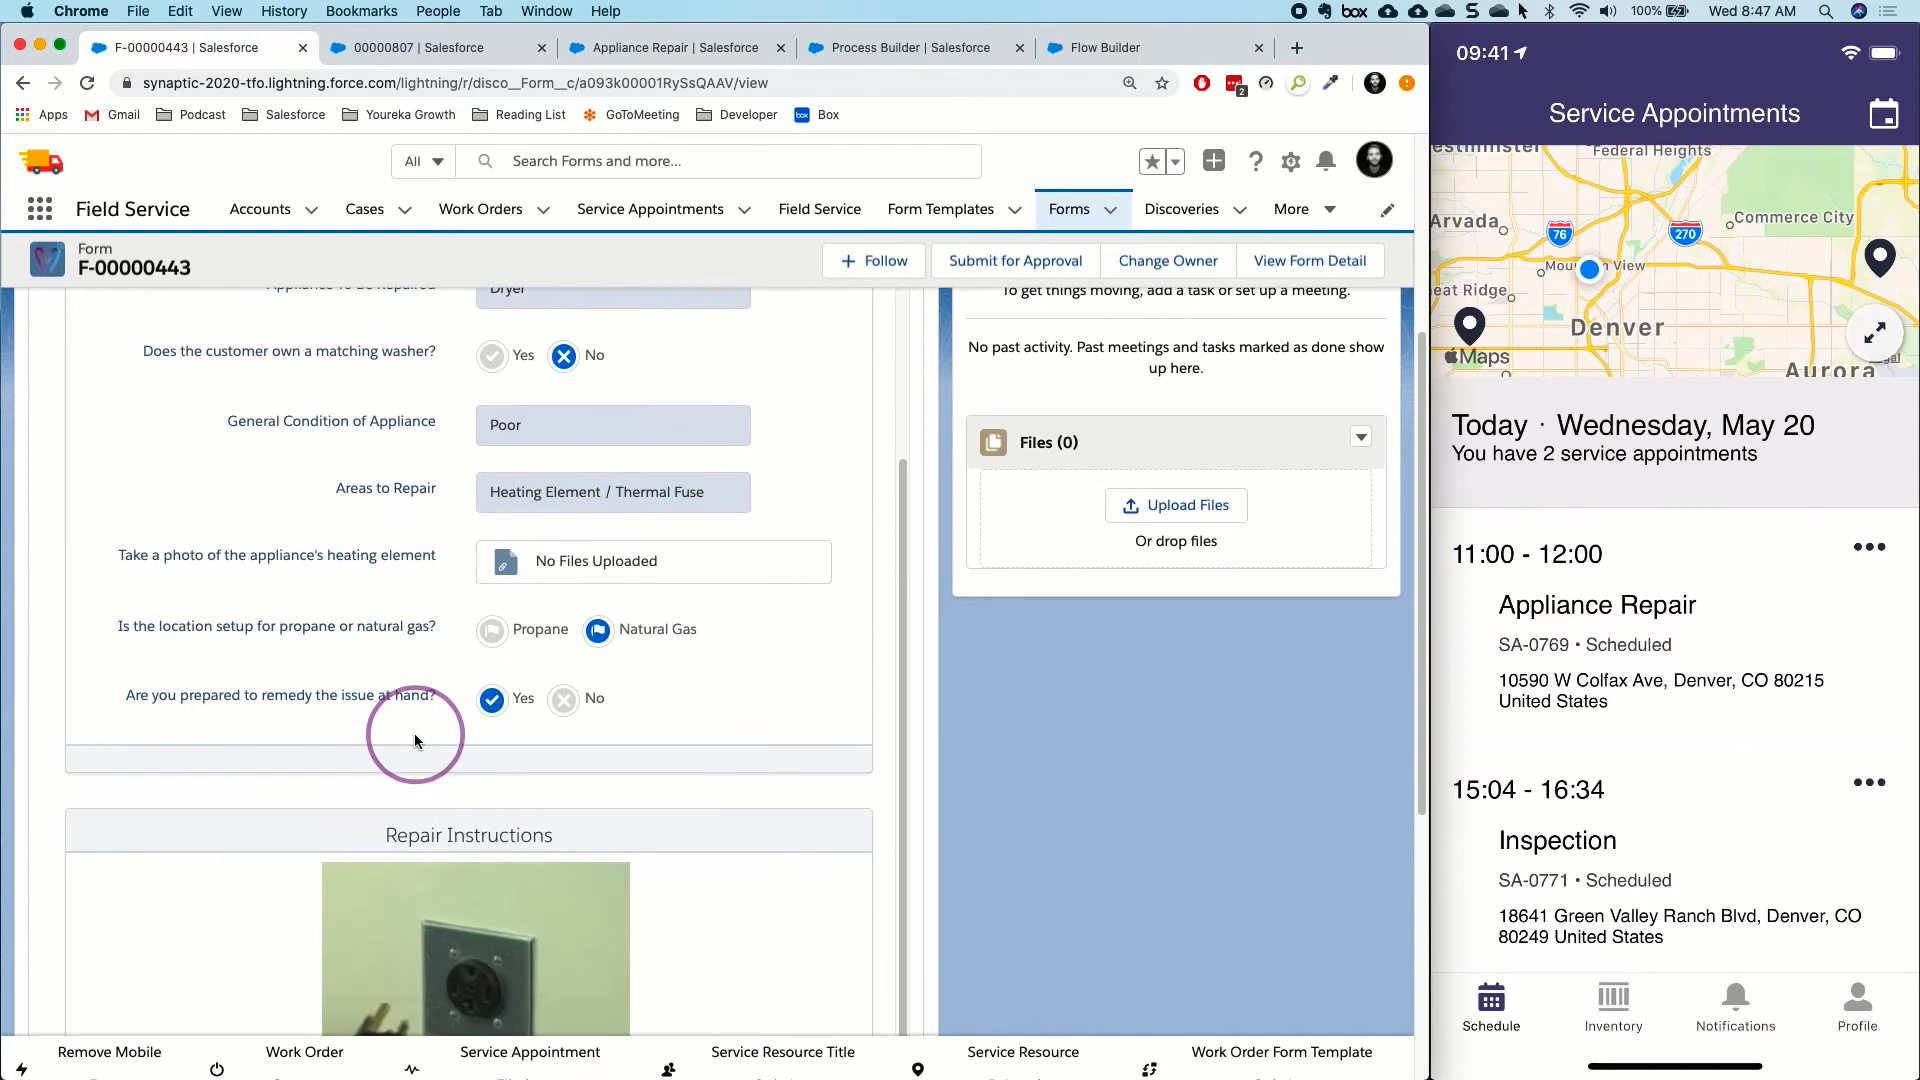 Chrome File Edit View History Bookmarks People Tab Window Help
box 100% Wed 8:47 AM
F-00000443 | Salesforce 00000807 | Salesforce Appliance Repair | Salesforce Process Builder | Salesforce Flow Builder
synaptic-2020-tfo.lightning.force.com/lightning/r/disco__Form__c/a093k00001RySsQAAV/view
2
Apps Gmail Podcast Salesforce Youreka Growth Reading List GoToMeeting Developer box Box
All Search Forms and more...
Field Service Accounts Cases Work Orders Service Appointments Field Service Form Templates Forms Discoveries More
Form
F-00000443
Follow Submit for Approval Change Owner View Form Detail
Appliance To Be Repaired Dryer
Does the customer own a matching washer? Yes No
General Condition of Appliance Poor
Areas to Repair Heating Element / Thermal Fuse
Take a photo of the appliance's heating element No Files Uploaded
Is the location setup for propane or natural gas? Propane Natural Gas
Are you prepared to remedy the issue at hand? Yes No
Repair Instructions
To get things moving, add a task or set up a meeting.
No past activity. Past meetings and tasks marked as done show
up here.
Files (0)
Upload Files
Or drop files
Remove Mobile Work Order Service Appointment Service Resource Title Service Resource Work Order Form Template
09:41
Service Appointments
Federal Heights
Arvada
76
270
Commerce City
eat Ridge
Denver
Maps
Aurora
Today · Wednesday, May 20
You have 2 service appointments
11:00 - 12:00
Appliance Repair
SA-0769 • Scheduled
10590 W Colfax Ave, Denver, CO 80215
United States
15:04 - 16:34
Inspection
SA-0771 • Scheduled
18641 Green Valley Ranch Blvd, Denver, CO
80249 United States
Schedule Inventory Notifications Profile